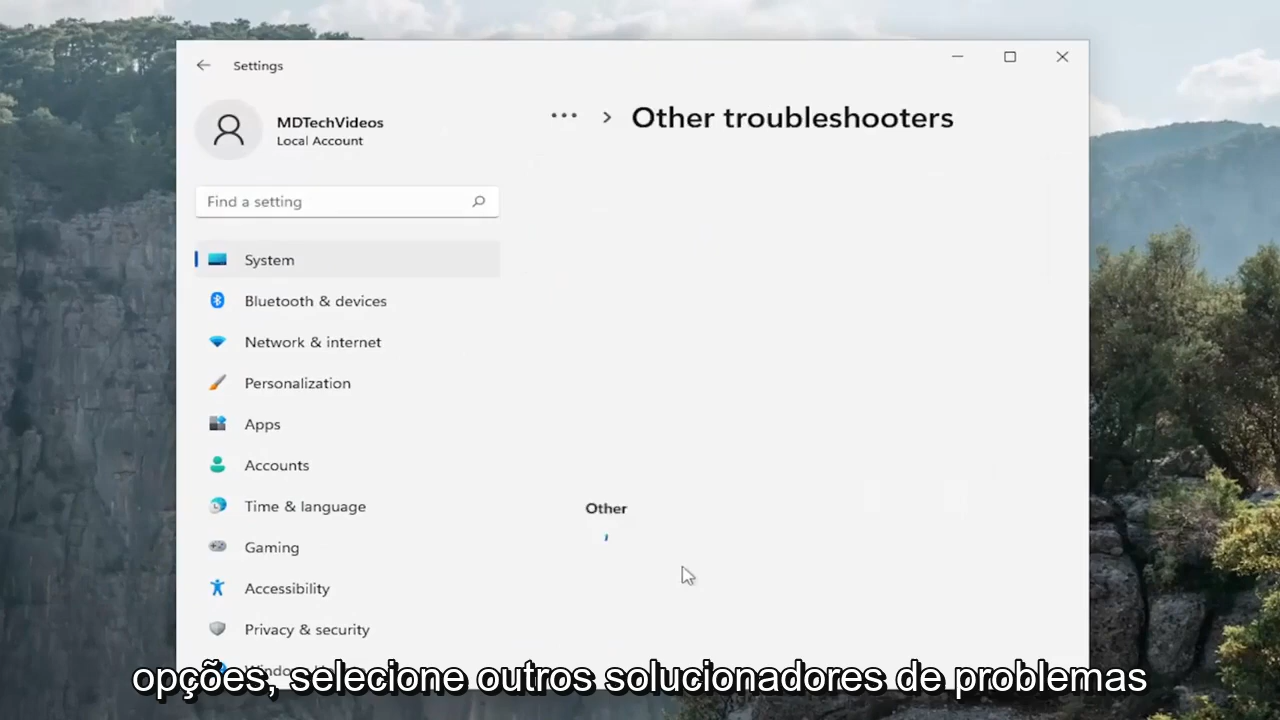 Settings
MDTechVideos
Local Account
Find a setting
System
Bluetooth & devices
Network & internet
Personalization
Apps
Accounts
Time & language
Gaming
Accessibility
Privacy & security
Other troubleshooters
Other
opções, selecione outros solucionadores de problemas